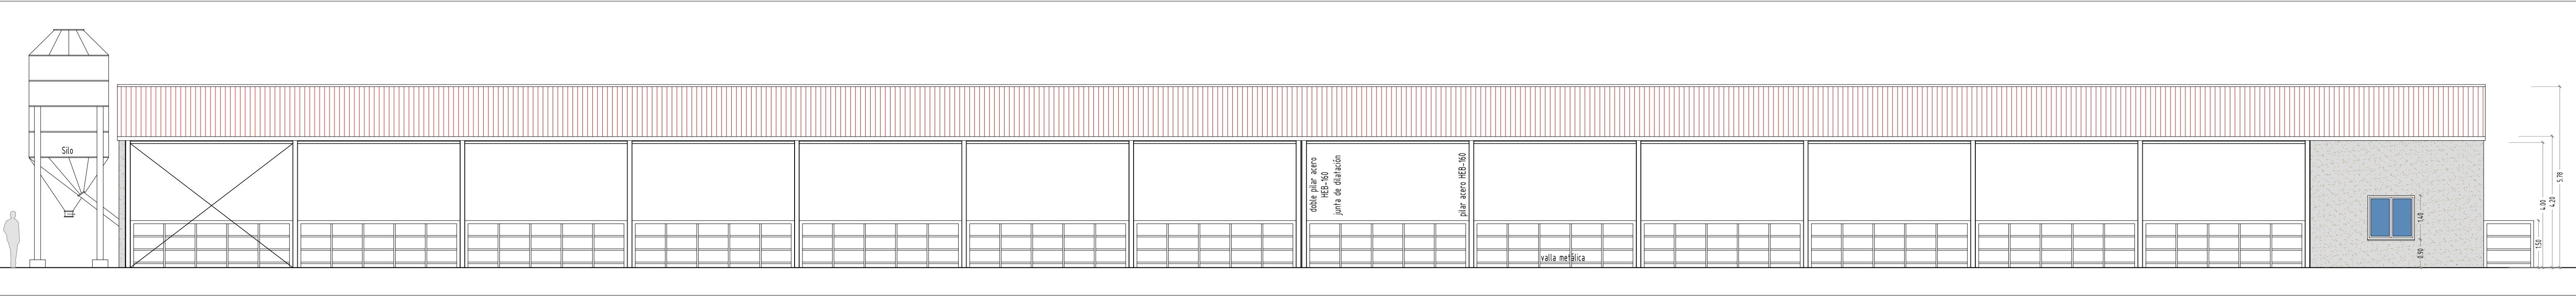 Silo
doble pilar acero
HEB-160
junta de dilatación
pilar acero HEB-160
valla metálica
1.40
0.90
1.50
4.00
4.20
5.78